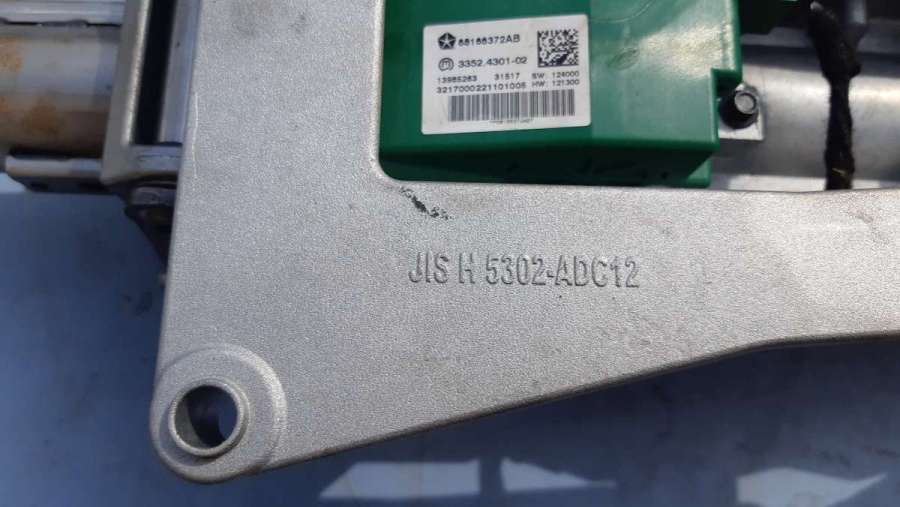 68166372AB
3352.4301-02
13985263 31517 SW: 124000
3217000221101005 HW: 121300
JIS H 5302-ADC12